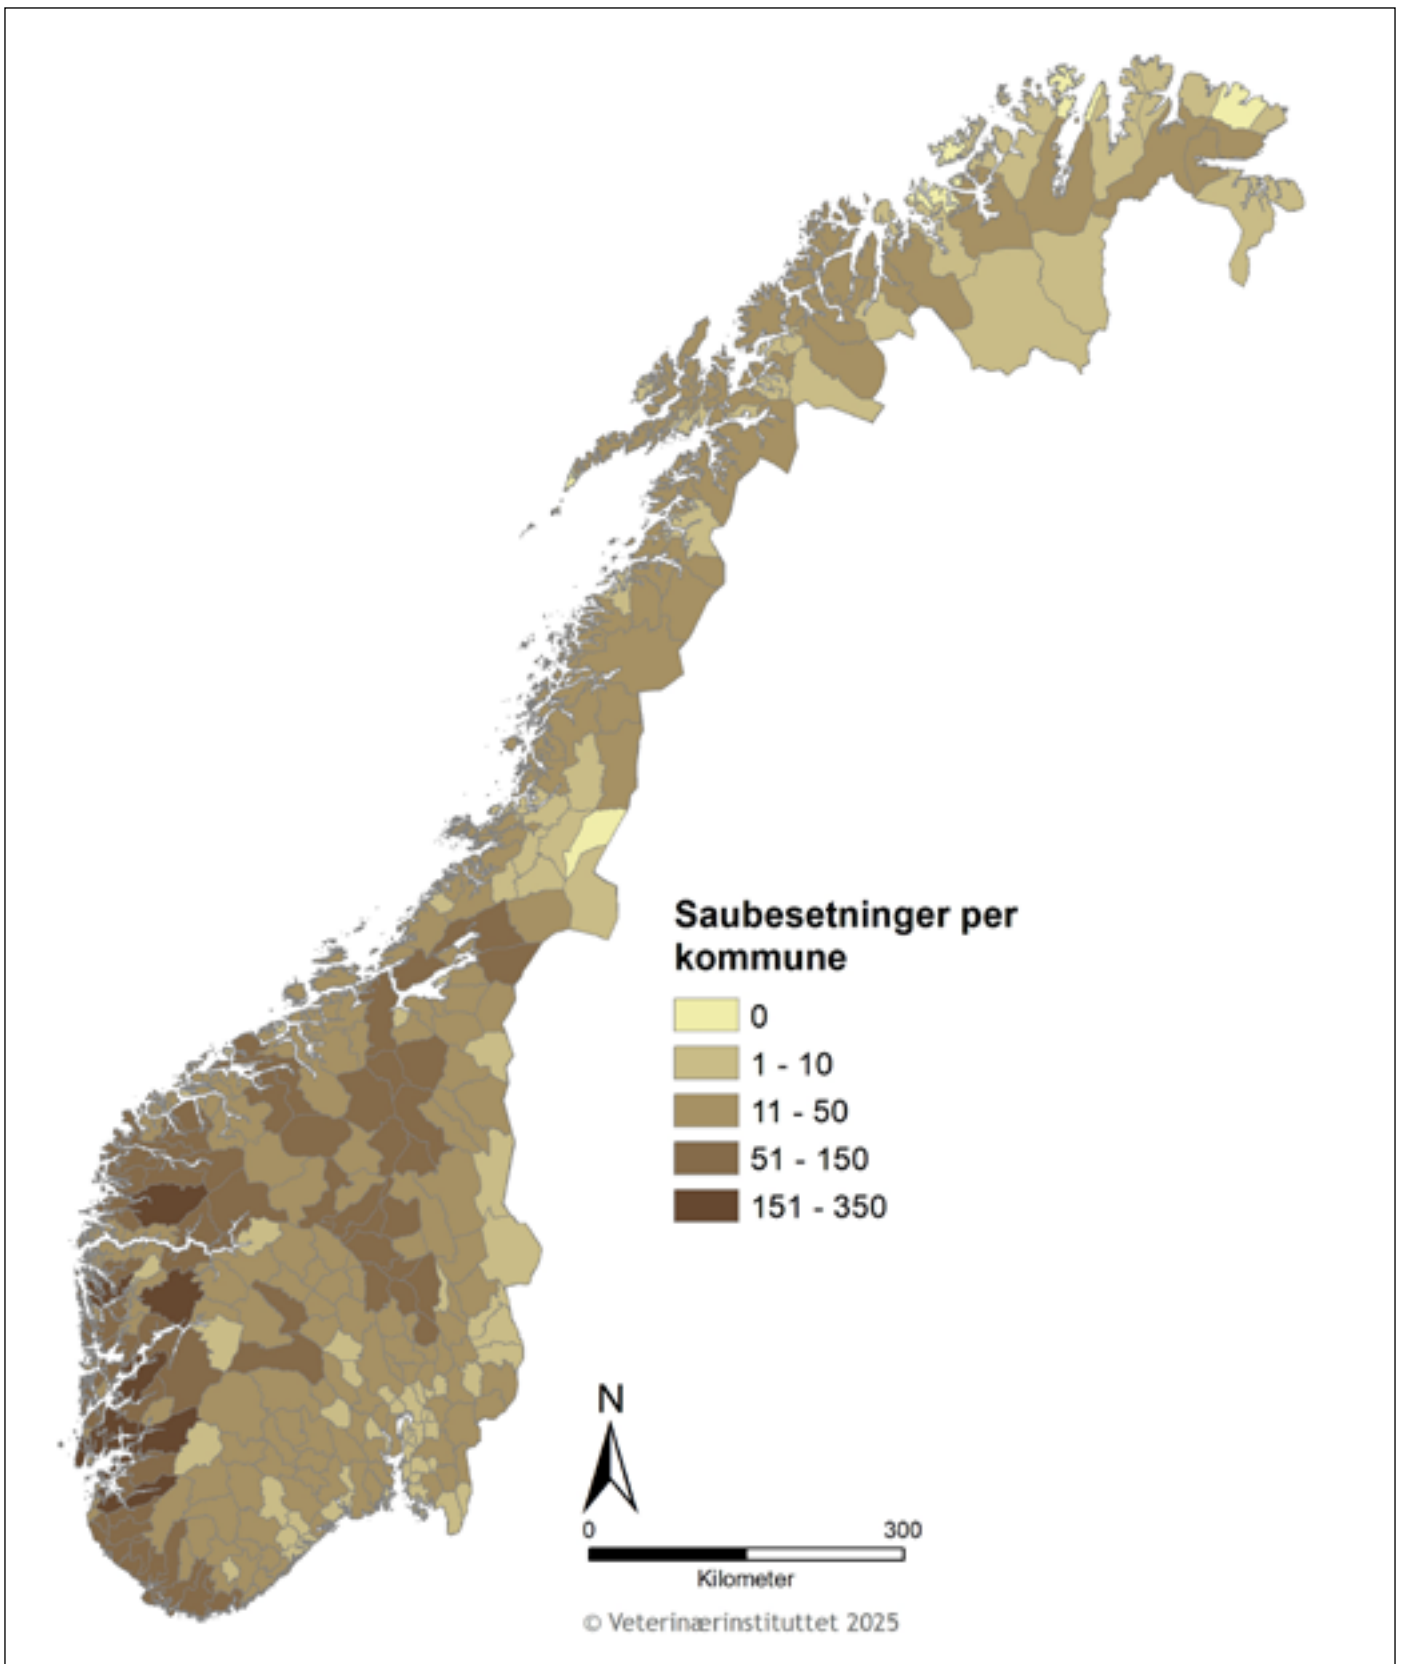 Saubesetninger per
kommune
0
1 - 10
11 - 50
51 - 150
151 - 350
N
0 300
Kilometer
© Veterinærinstituttet 2025